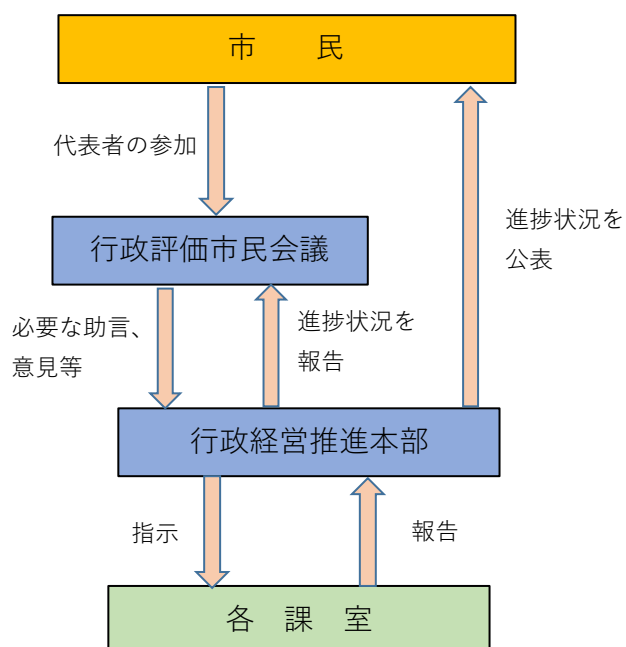 市　　民
代表者の参加
進捗状況を
公表
行政評価市民会議
必要な助言、
意見等
進捗状況を
報告
行政経営推進本部
指示
報告
各　課　室